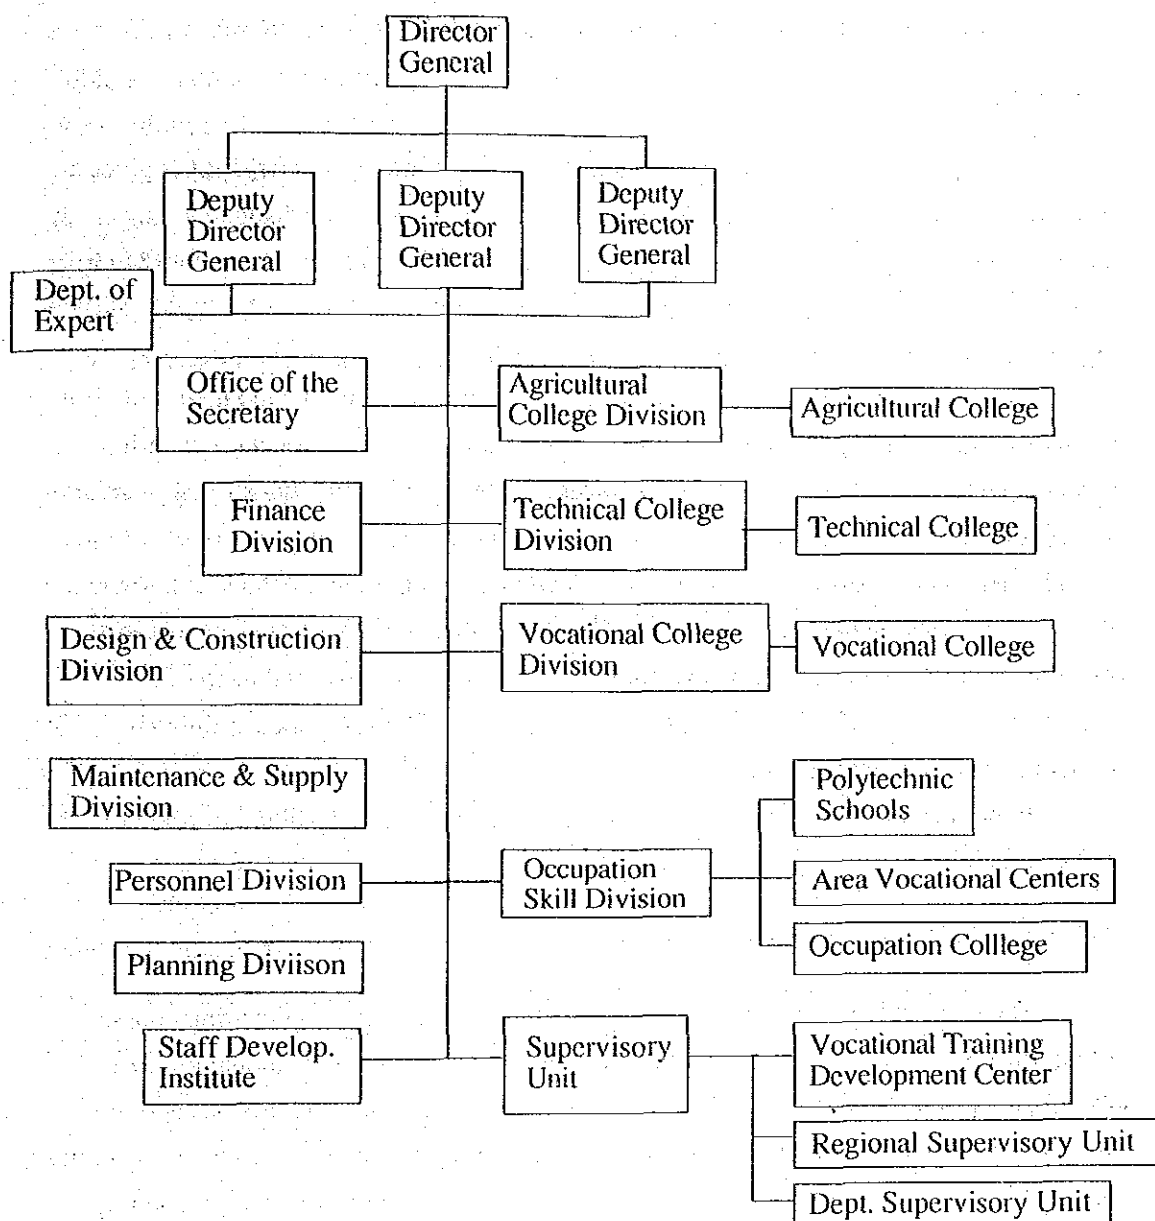 Director
General
Deputy
Director
General
Deputy
Director
General
Deputy
Director
General
Dept. of
Expert
Office of the
Secretary
Agricultural
College Division
Agricultural College
Finance
Division
Technical College
Division
Technical College
Design & Construction
Division
Vocational College
Division
Vocational College
Maintenance & Supply
Division
Polytechnic
Schools
Personnel Division
Occupation
Skill Division
Area Vocational Centers
Planning Diviison
Occupation Colllege
Staff Develop.
Institute
Supervisory
Unit
Vocational Training
Development Center
Regional Supervisory Unit
Dept. Supervisory Unit